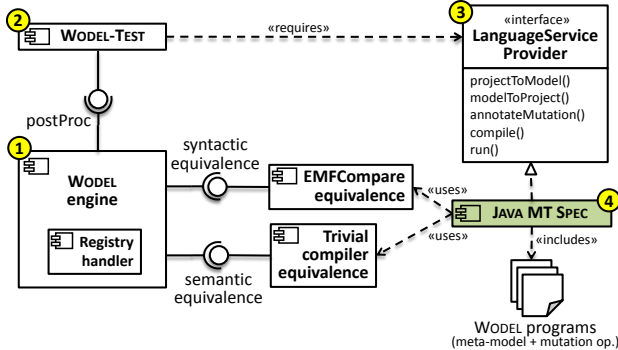 2
WODEL-TEST
«requires»
3
«interface»
LanguageService
Provider
projectToModel()
modelToProject()
annotateMutation()
compile()
run()
postProc
1
WODEL
engine
Registry
handler
syntactic
equivalence
EMFCompare
equivalence
«uses»
4
JAVA MT SPEC
«uses»
Trivial
compiler
equivalence
semantic
equivalence
«includes»
WODEL programs
(meta-model + mutation op.)